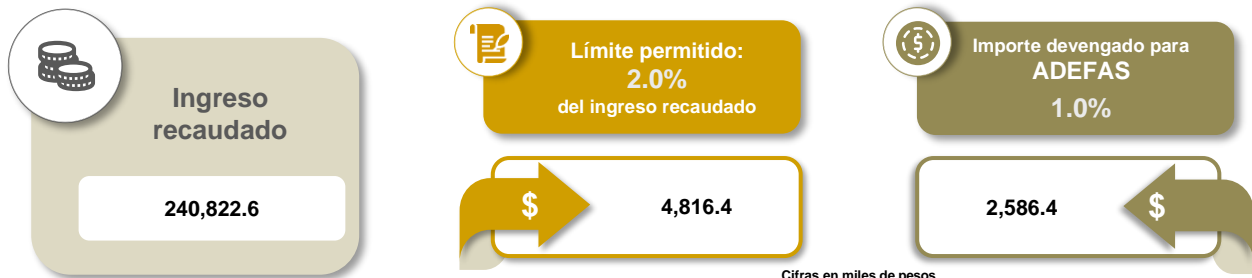 Ingreso
recaudado
240,822.6
Límite permitido:
2.0%
del ingreso recaudado
$ 4,816.4
Importe devengado para
ADEFAS
1.0%
2,586.4 $
Cifras en miles de pesos